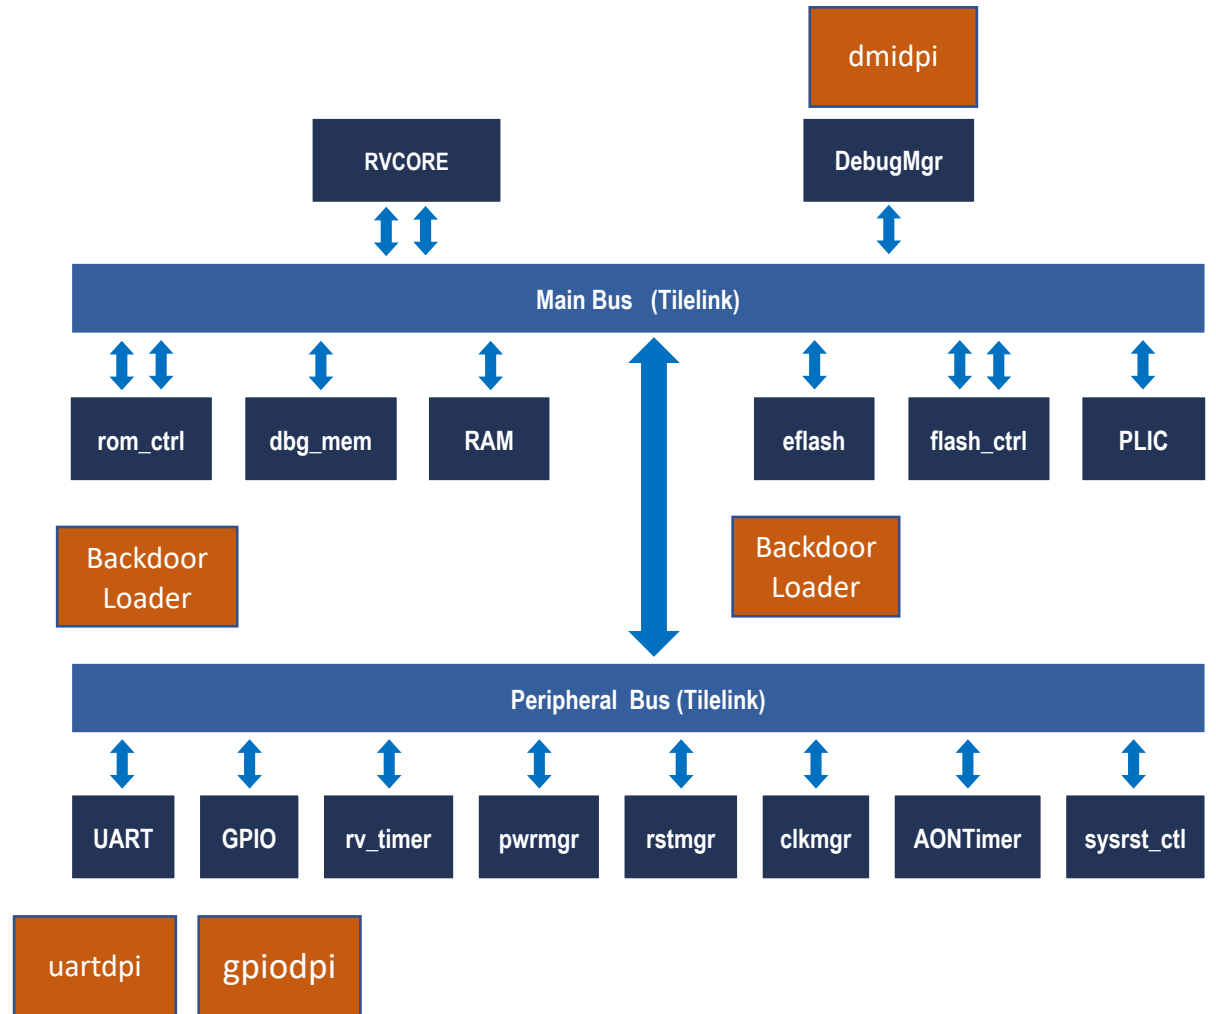 dmidpi
RVCORE
DebugMgr
Main Bus (Tilelink)
rom_ctrl
dbg_mem
RAM
eflash
flash_ctrl
PLIC
Backdoor
Loader
Backdoor
Loader
Peripheral Bus (Tilelink)
UART
GPIO
rv_timer
pwrmgr
rstmgr
clkmgr
AONTimer
sysrst_ctl
uartdpi
gpiodpi